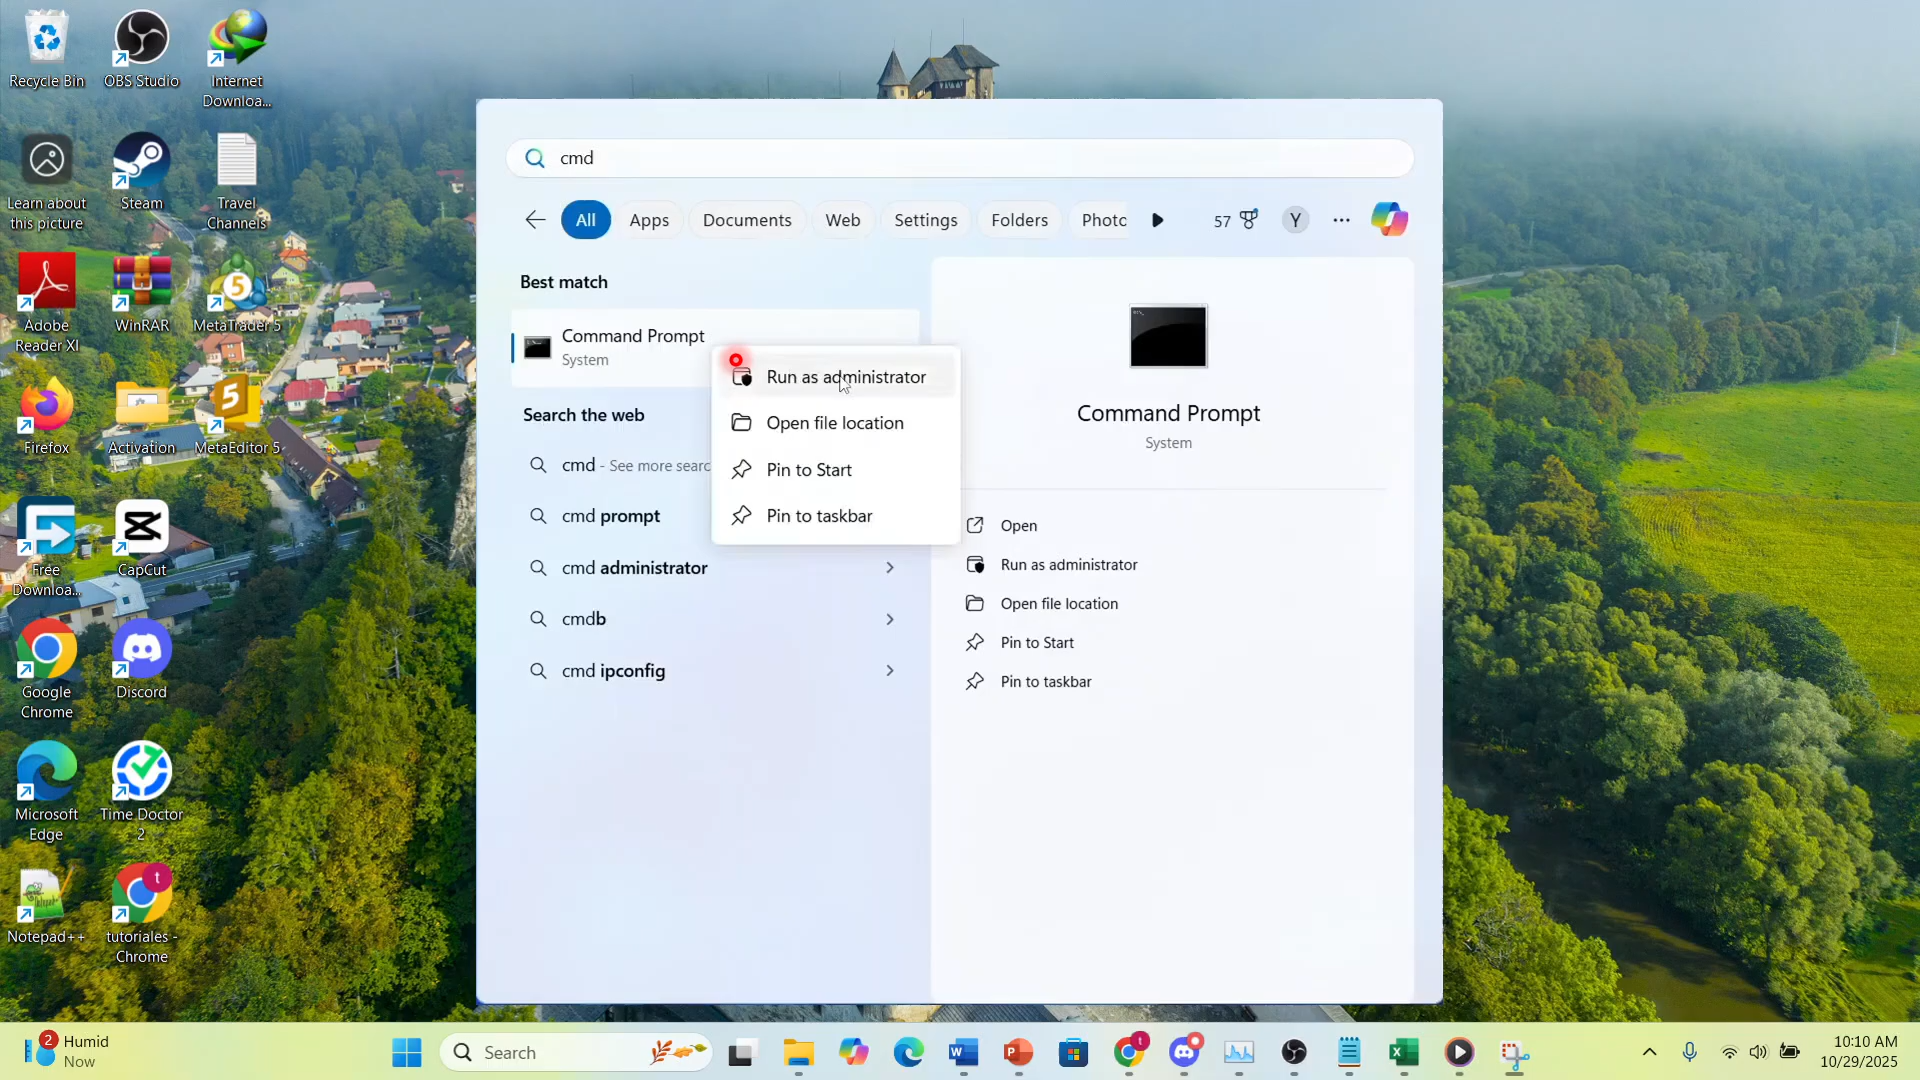 Recycle Bin
OBS Studio
Internet
Downloa...
Learn about
this picture
Steam
Travel
Channels
Adobe
Reader XI
WinRAR
MetaTrader 5
Firefox
Activation
MetaEditor 5
Free
Downloa...
CapCut
Google
Chrome
Discord
Microsoft
Edge
Time Doctor
2
Notepad++
tutoriales -
Chrome
cmd
All
Apps
Documents
Web
Settings
Folders
Photo
57
Y
Best match
Command Prompt
System
Run as administrator
Open file location
Pin to Start
Pin to taskbar
Search the web
cmd - See more searc
cmd prompt
cmd administrator
cmdb
cmd ipconfig
Command Prompt
System
Open
Run as administrator
Open file location
Pin to Start
Pin to taskbar
2
Humid
Now
Search
10:10 AM
10/29/2025